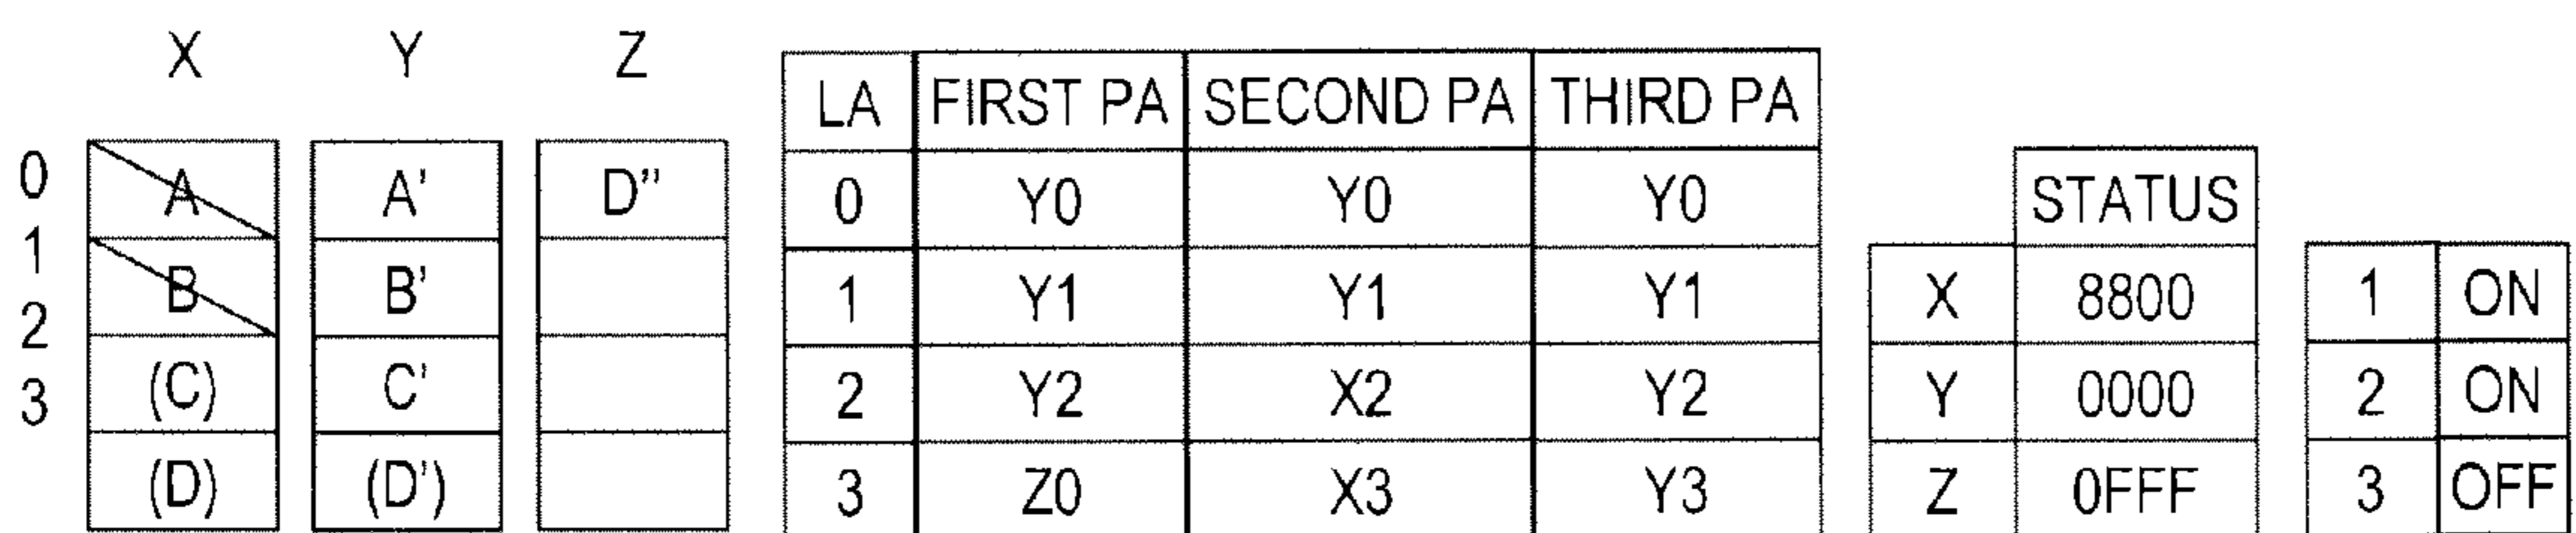 X Y Z
LA FIRST PA SECOND PA THIRD PA
0 A A' D" 0 Y0 Y0 Y0 STATUS
1 B B' 1 Y1 Y1 Y1 X 8800 1 ON
2 (C) C' 2 Y2 X2 Y2 Y 0000 2 ON
3 (D) (D') 3 Z0 X3 Y3 Z 0FFF 3 OFF